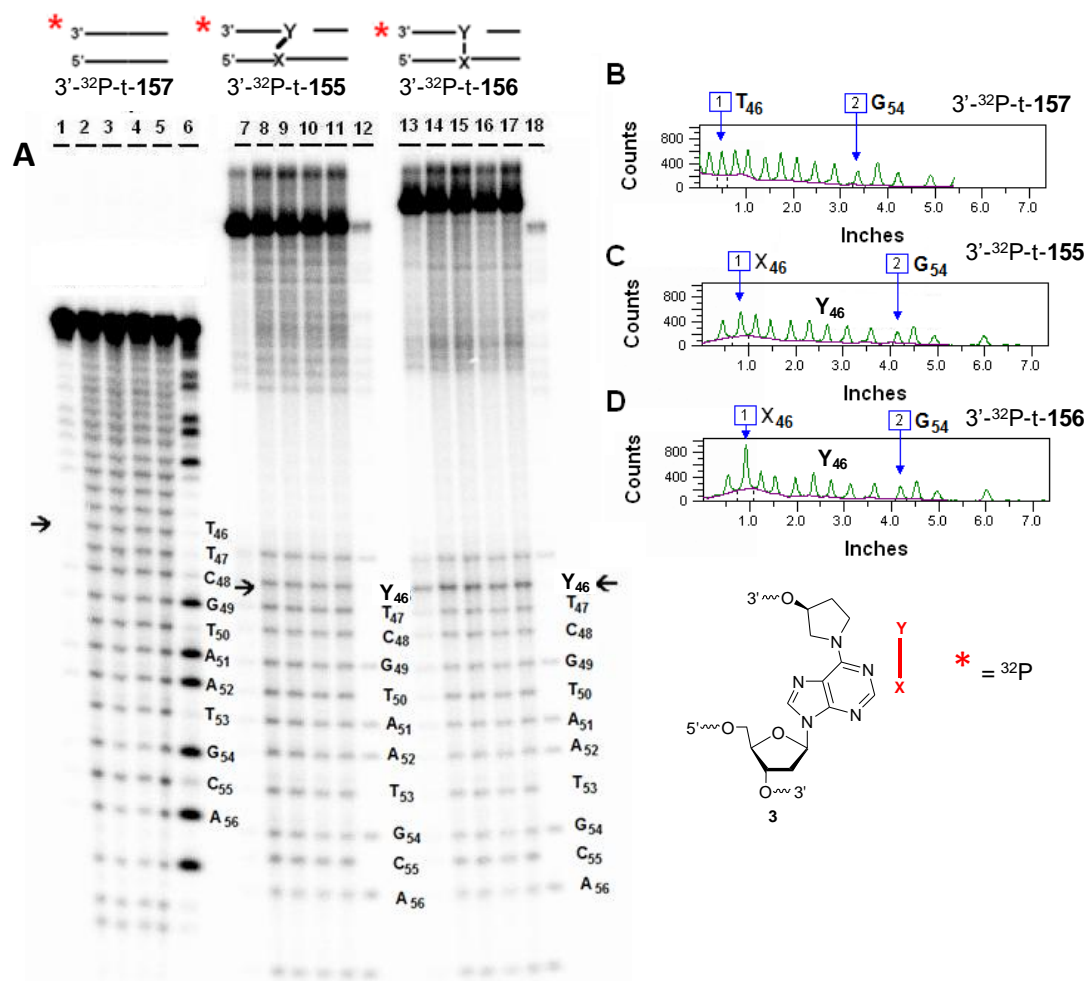 * 3'
5'
3'-³²P-t-157
* 3'- Y
5'- X
3'-³²P-t-155
* 3'- Y
5'- X
3'-³²P-t-156
A
1 2 3 4 5 6
7 8 9 10 11 12
13 14 15 16 17 18
T₄₆
T₄₇
C₄₈
G₄₉
T₅₀
A₅₁
A₅₂
T₅₃
G₅₄
C₅₅
A₅₆
Y₄₆
T₄₇
C₄₈
G₄₉
T₅₀
A₅₁
A₅₂
T₅₃
G₅₄
C₅₅
A₅₆
Y₄₆
T₄₇
C₄₈
G₄₉
T₅₀
A₅₁
A₅₂
T₅₃
G₅₄
C₅₅
A₅₆
B
1 T₄₆
2 G₅₄
3'-³²P-t-157
Counts
800
400
0
1.0 2.0 3.0 4.0 5.0 6.0 7.0
Inches
C
1 X₄₆
Y₄₆
2 G₅₄
3'-³²P-t-155
Counts
800
400
0
1.0 2.0 3.0 4.0 5.0 6.0 7.0
Inches
D
1 X₄₆
Y₄₆
2 G₅₄
3'-³²P-t-156
Counts
800
400
0
1.0 2.0 3.0 4.0 5.0 6.0 7.0
Inches
3' O
N
N N
N N
5' O O
O 3'
3
Y
X
* = ³²P